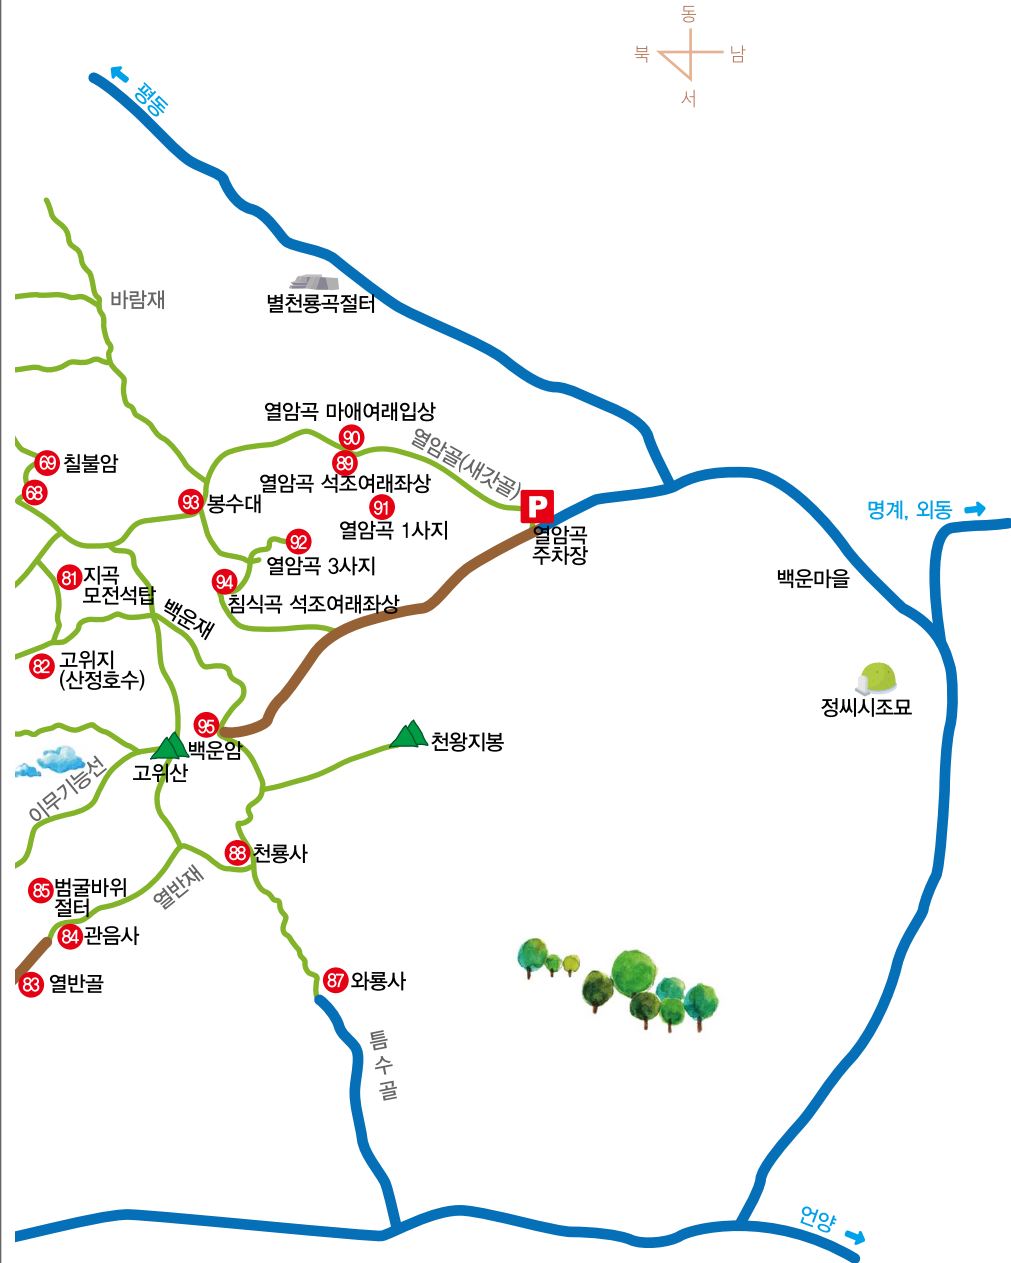 동
북
남
서
평동
바람재
별천룡곡절터
열암곡 마애여래입상
90
열암골(새갓골)
69 칠불암
89
68
열암곡 석조여래좌상
93 봉수대
91
P
명계, 외동
열암곡 1사지
열암곡
주차장
92
열암곡 3사지
백운마을
81 지곡
모전석탑
94
침식곡 석조여래좌상
백운재
82 고위지
(산정호수)
정씨시조묘
95
백운암
천왕지봉
고위산
이무기능선
88 천룡사
열반재
85 범굴바위
절터
84 관음사
83 열반골
87 와룡사
틈
수
골
언양